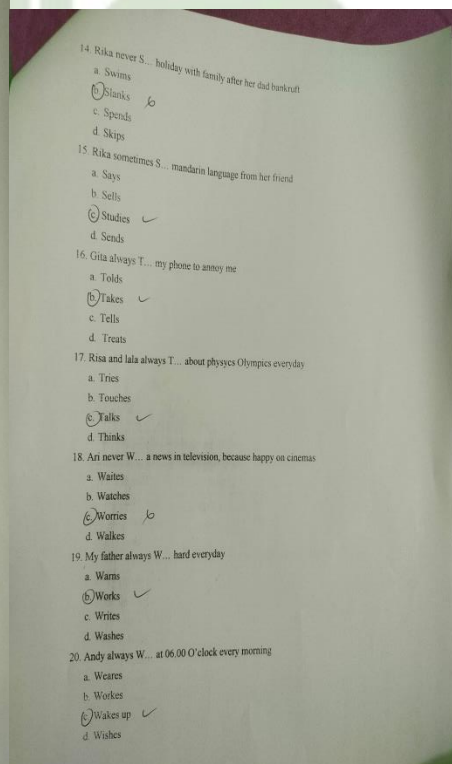 14. Rika never S... holiday with family after her dad bankruft
a. Swims
b. Slanks
c. Spends
d. Skips
15. Rika sometimes S... mandarin language from her friend
a. Says
b. Sells
c. Studies
d. Sends
16. Gita always T... my phone to annoy me
a. Tolds
b. Takes
c. Tells
d. Treats
17. Risa and lala always T... about physycs Olympics everyday
a. Tries
b. Touches
c. Talks
d. Thinks
18. Ari never W... a news in television, because happy on cinemas
a. Waites
b. Watches
c. Worries
d. Walkes
19. My father always W... hard everyday
a. Warns
b. Works
c. Writes
d. Washes
20. Andy always W... at 06.00 O'clock every morning
a. Weares
b. Workes
c. Wakes up
d. Wishes